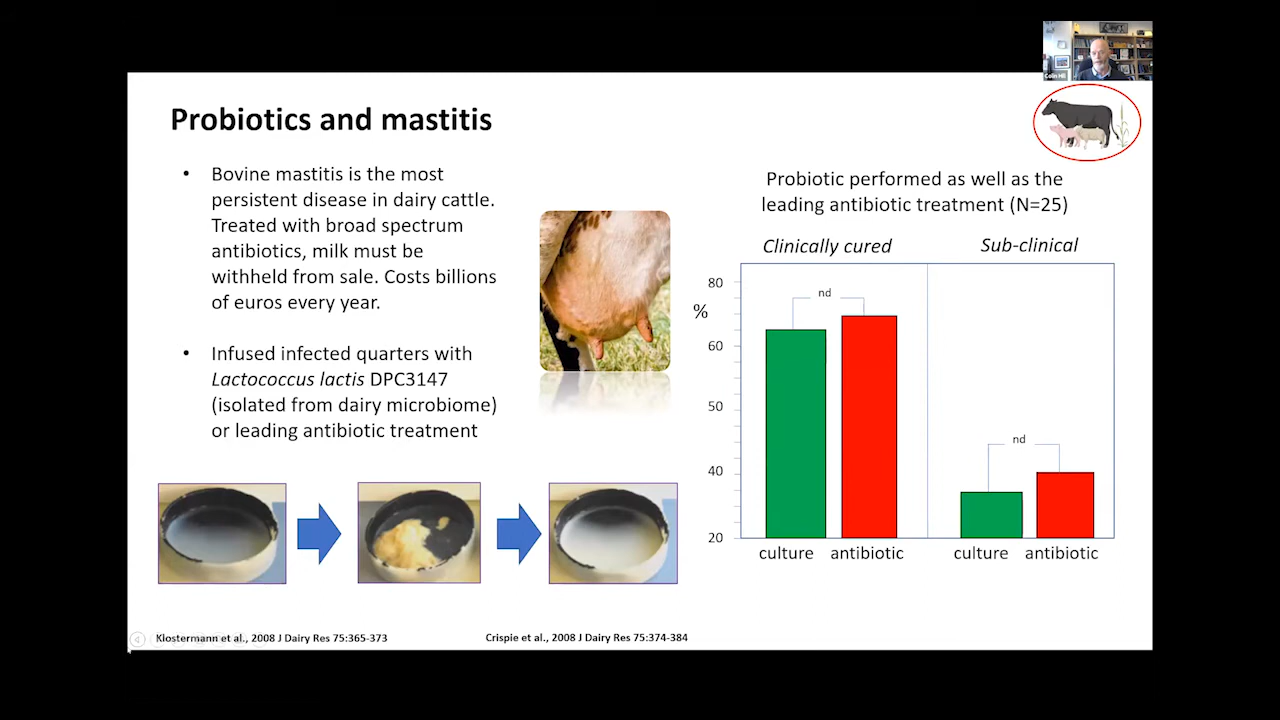 Colin Hill
Probiotics and mastitis
• Bovine mastitis is the most
persistent disease in dairy cattle.
Treated with broad spectrum
antibiotics, milk must be
withheld from sale. Costs billions
of euros every year.
• Infused infected quarters with
Lactococcus lactis DPC3147
(isolated from dairy microbiome)
or leading antibiotic treatment
Probiotic performed as well as the
leading antibiotic treatment (N=25)
Clinically cured
Sub-clinical
%
80
60
50
40
20
nd
nd
culture antibiotic
culture antibiotic
Klostermann et al., 2008 J Dairy Res 75:365-373
Crispie et al., 2008 J Dairy Res 75:374-384